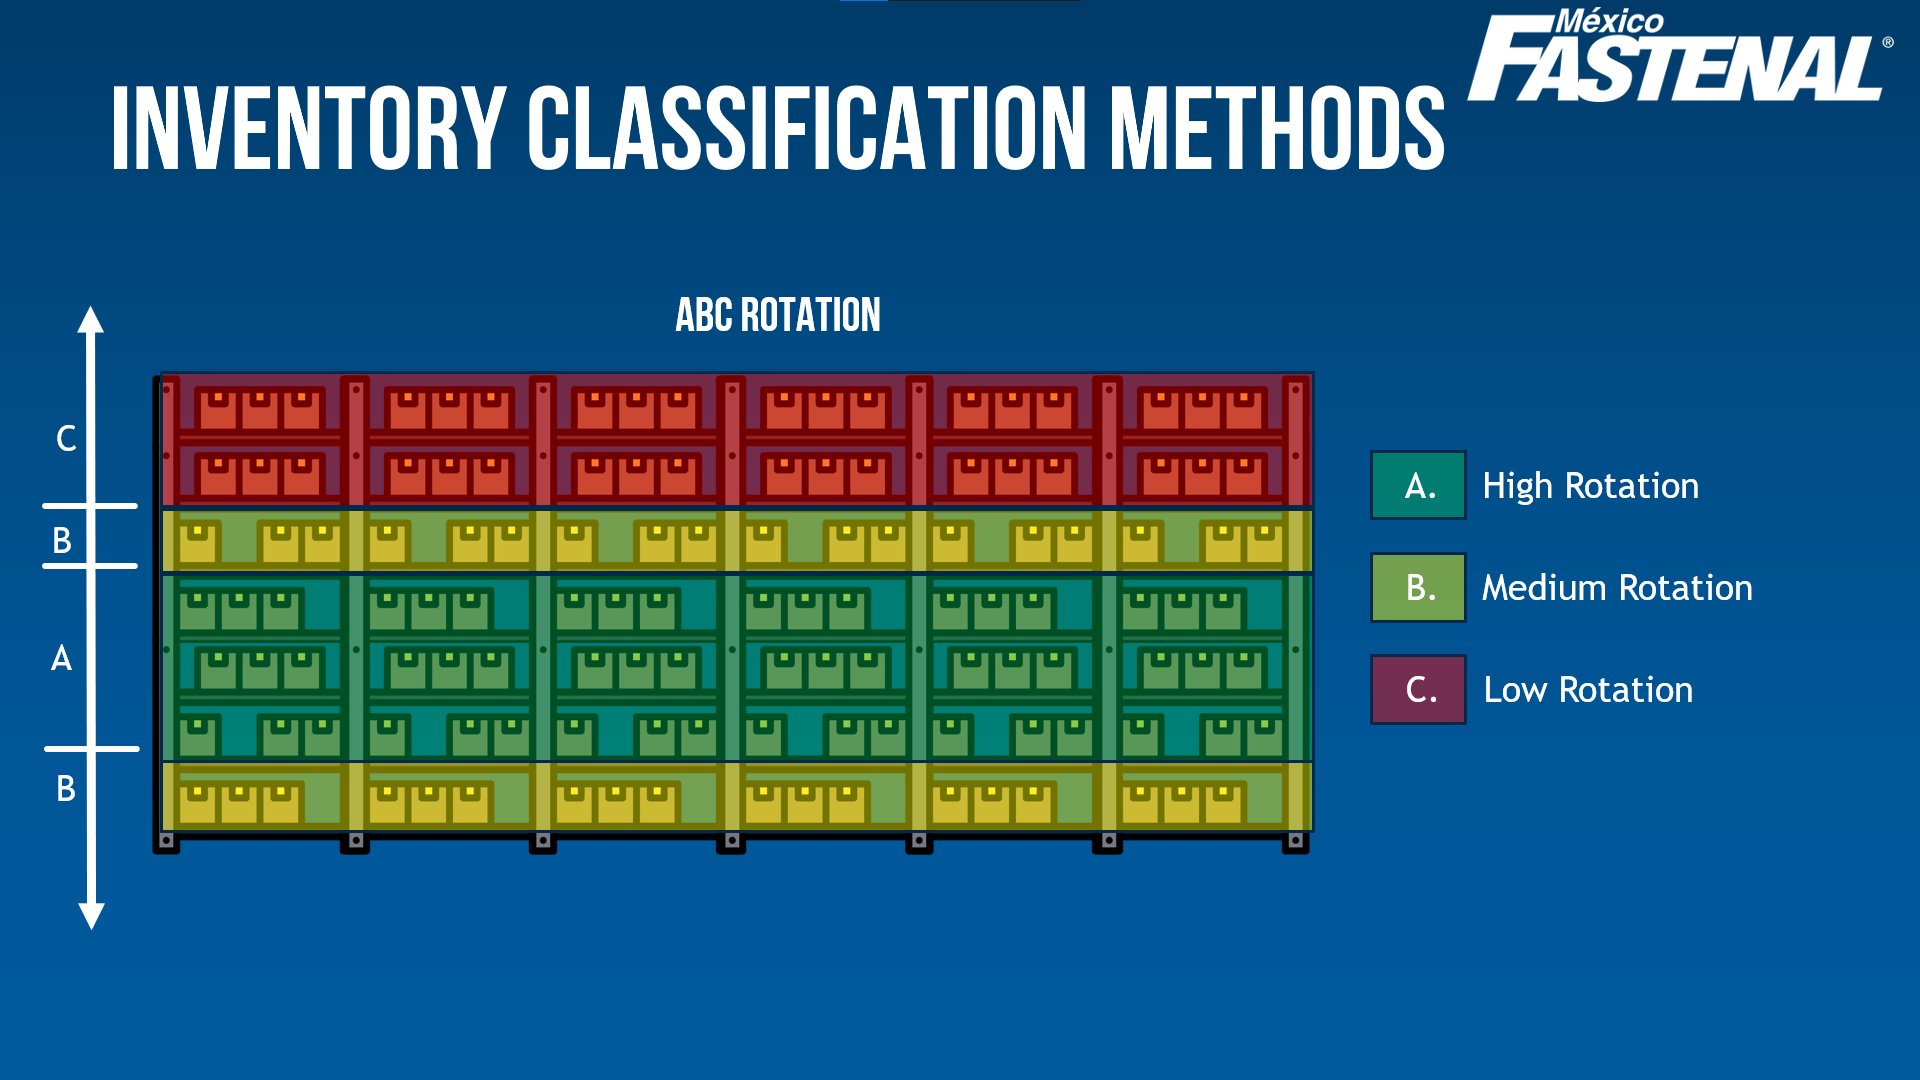 México
FASTENAL®
INVENTORY CLASSIFICATION METHODS
ABC ROTATION
C
B
A
B
A. High Rotation
B. Medium Rotation
C. Low Rotation